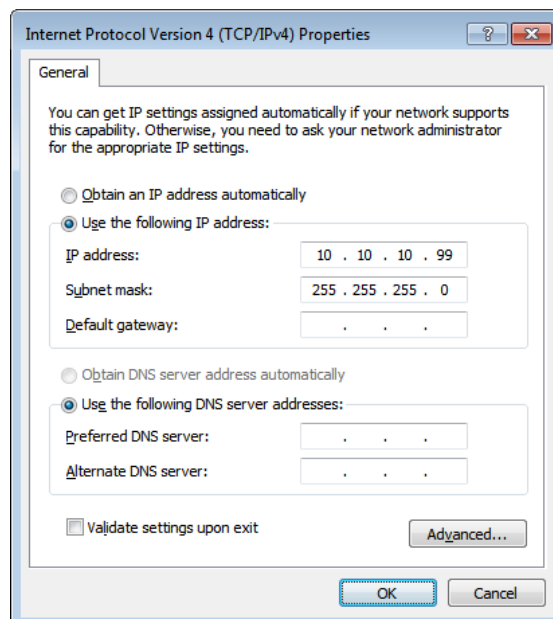 Internet Protocol Version 4 (TCP/IPv4) Properties
?
General
You can get IP settings assigned automatically if your network supports
this capability. Otherwise, you need to ask your network administrator
for the appropriate IP settings.
Obtain an IP address automatically
Use the following IP address:
IP address: 10 . 10 . 10 . 99
Subnet mask: 255 . 255 . 255 . 0
Default gateway: . . .
Obtain DNS server address automatically
Use the following DNS server addresses:
Preferred DNS server: . . .
Alternate DNS server: . . .
Validate settings upon exit
Advanced...
OK Cancel